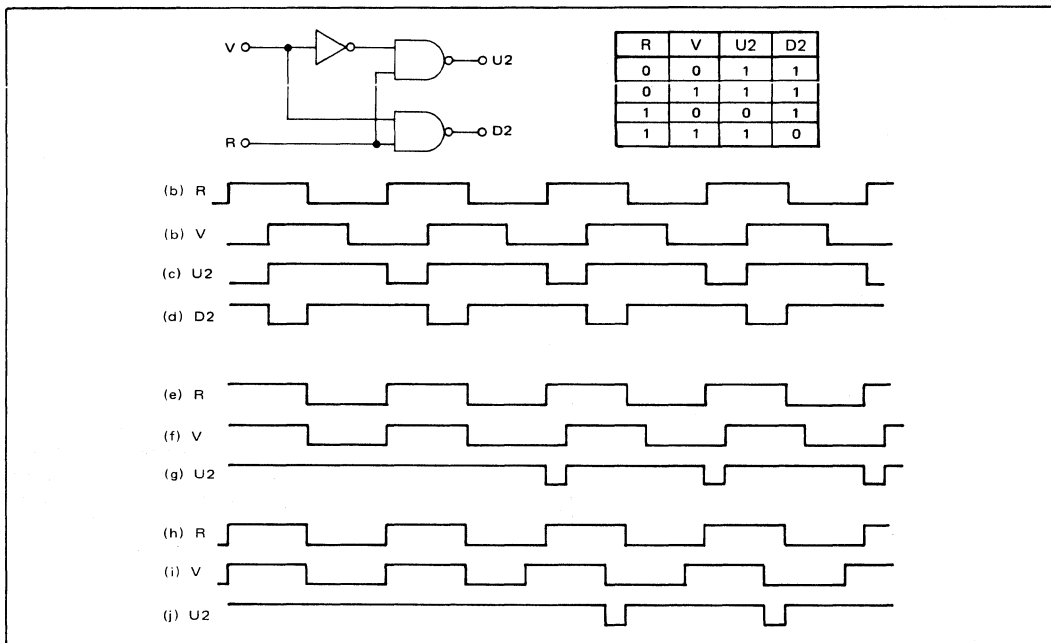 V
U2
D2
R
R V U2 D2
0 0 1 1
0 1 1 1
1 0 0 1
1 1 1 0
(b) R
(b) V
(c) U2
(d) D2
(e) R
(f) V
(g) U2
(h) R
(i) V
(j) U2